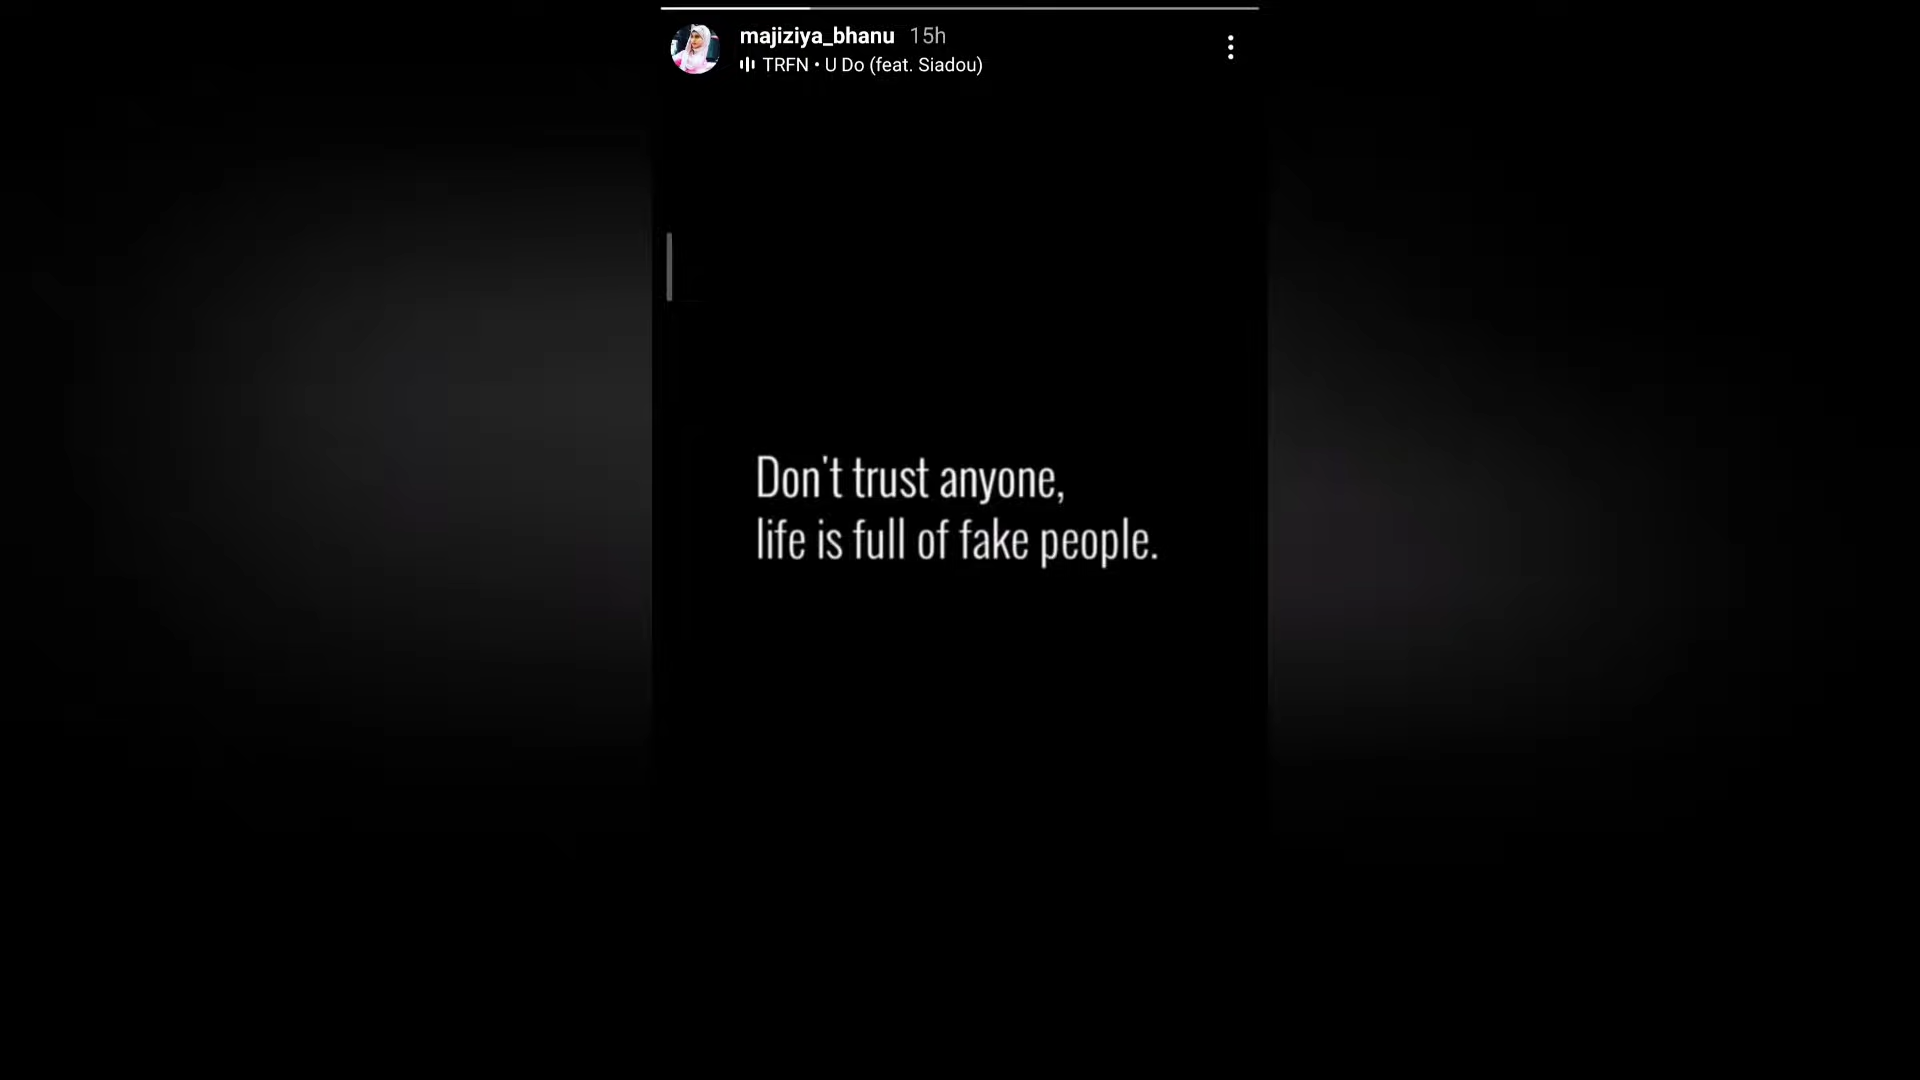 majiziya_bhanu 15h
TRFN • U Do (feat. Siadou)
Don't trust anyone,
life is full of fake people.